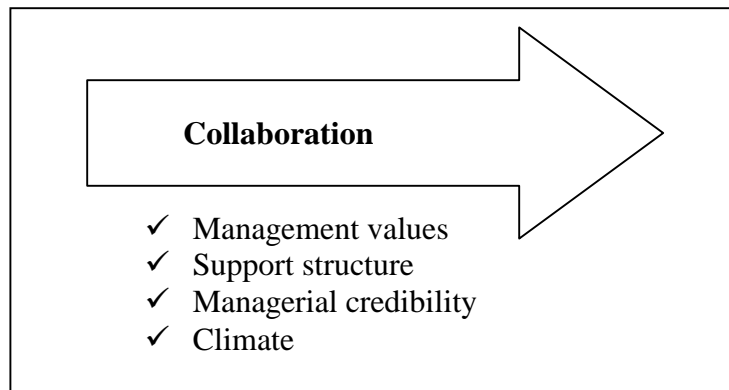 Collaboration
✓ Management values
✓ Support structure
✓ Managerial credibility
✓ Climate